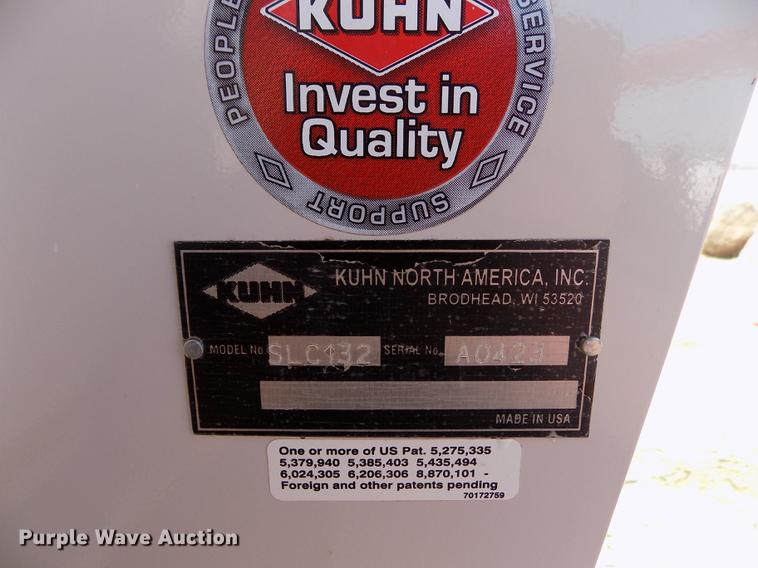 KUHN
PEOPLE
SERVICE
Invest in
Quality
SUPPORT
KUHN
KUHN NORTH AMERICA, INC.
BRODHEAD, WI 53520
MODEL No. SLC132 SERIAL No. A0423
MADE IN USA
One or more of US Pat. 5,275,335
5,379,940 5,385,403 5,435,494
6,024,305 6,206,306 8,870,101 -
Foreign and other patents pending
70172759
Purple Wave Auction